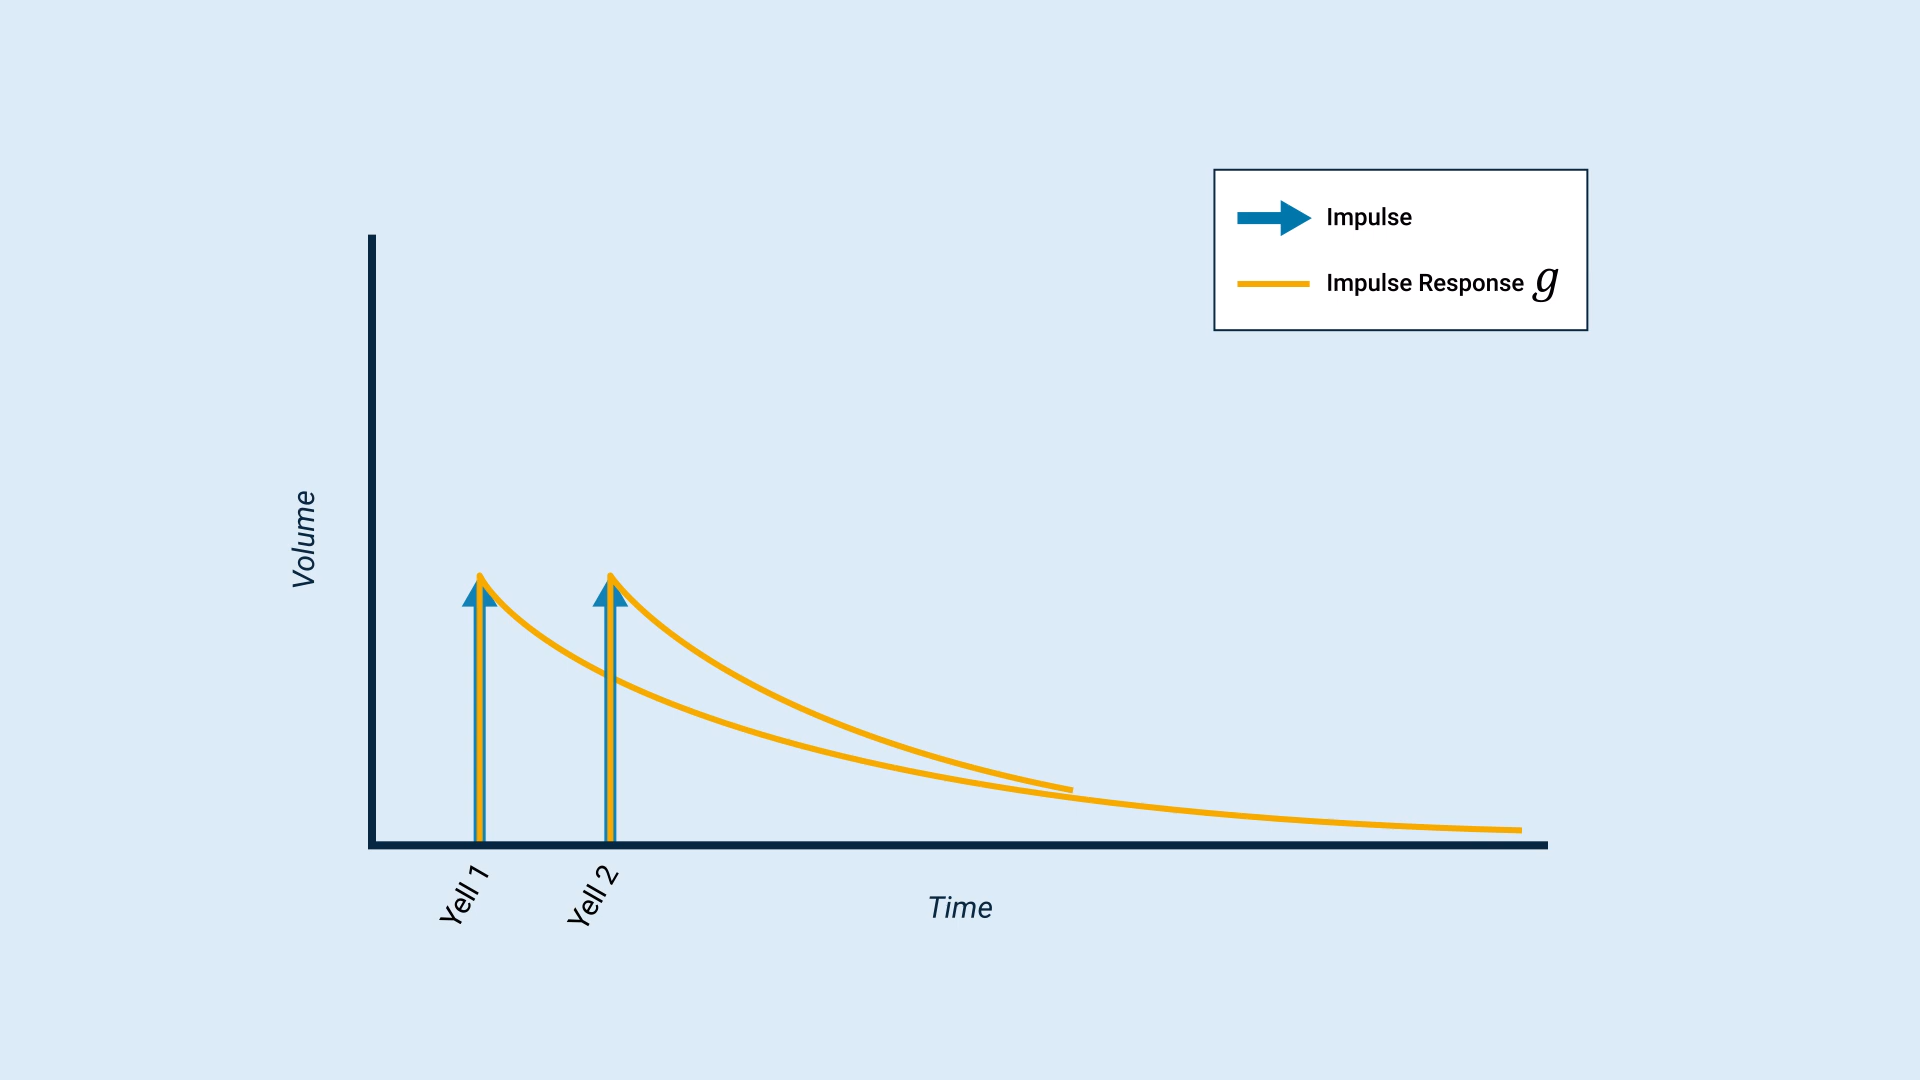 Impulse
Impulse Response g
Volume
Yell 1
Yell 2
Time